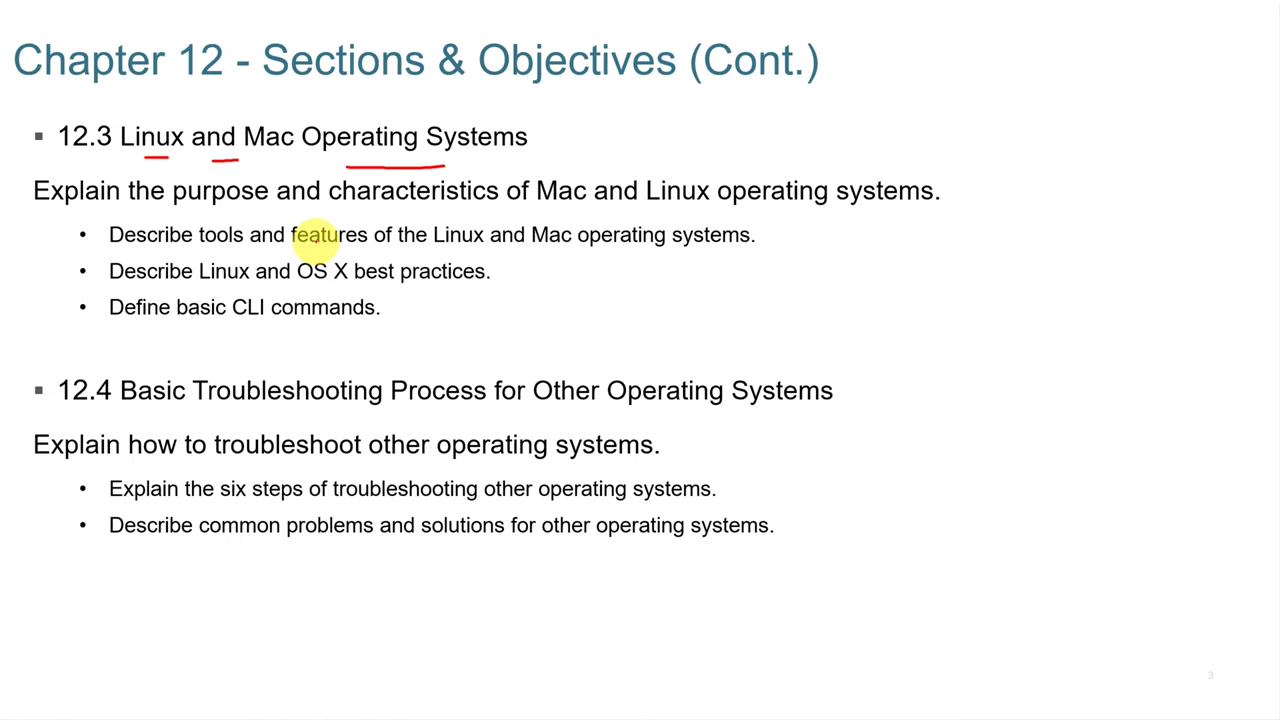 Chapter 12 - Sections & Objectives (Cont.)
▪ 12.3 Linux and Mac Operating Systems
Explain the purpose and characteristics of Mac and Linux operating systems.
• Describe tools and features of the Linux and Mac operating systems.
• Describe Linux and OS X best practices.
• Define basic CLI commands.
▪ 12.4 Basic Troubleshooting Process for Other Operating Systems
Explain how to troubleshoot other operating systems.
• Explain the six steps of troubleshooting other operating systems.
• Describe common problems and solutions for other operating systems.
3